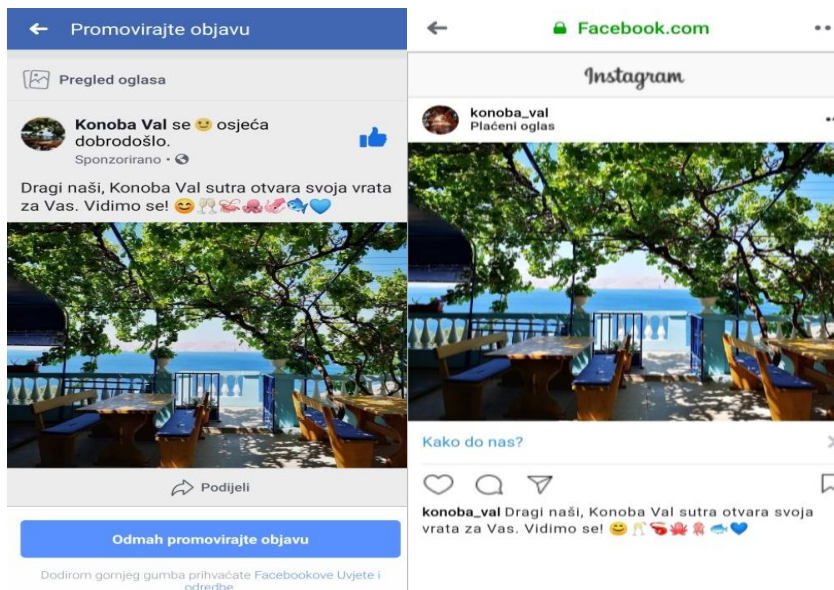 Promovirajte objavu
Pregled oglasa
Konoba Val se 😉 osjeća
dobrodošlo.
Sponzorirano ·
Dragi naši, Konoba Val sutra otvara svoja vrata
za Vas. Vidimo se! 😊🥂🦐🐙🦑🐟💙
Podijeli
Odmah promovirajte objavu
Dodirom gornjeg gumba prihvaćate Facebookove Uvjete i
odredbe
Facebook.com
Instagram
konoba_val
Plaćeni oglas
Kako do nas?
konoba_val Dragi naši, Konoba Val sutra otvara svoja
vrata za Vas. Vidimo se! 😊🥂🦐🐙🦑🐟💙